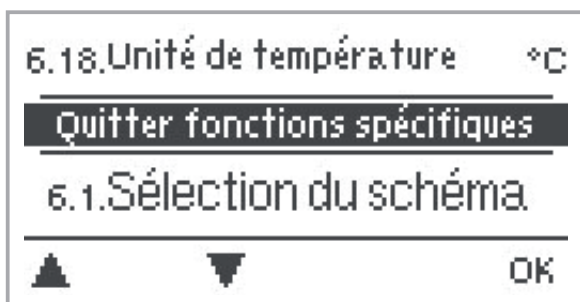 6.18.Unité de température °C
Quitter fonctions spécifiques
6.1.Sélection du schéma
OK